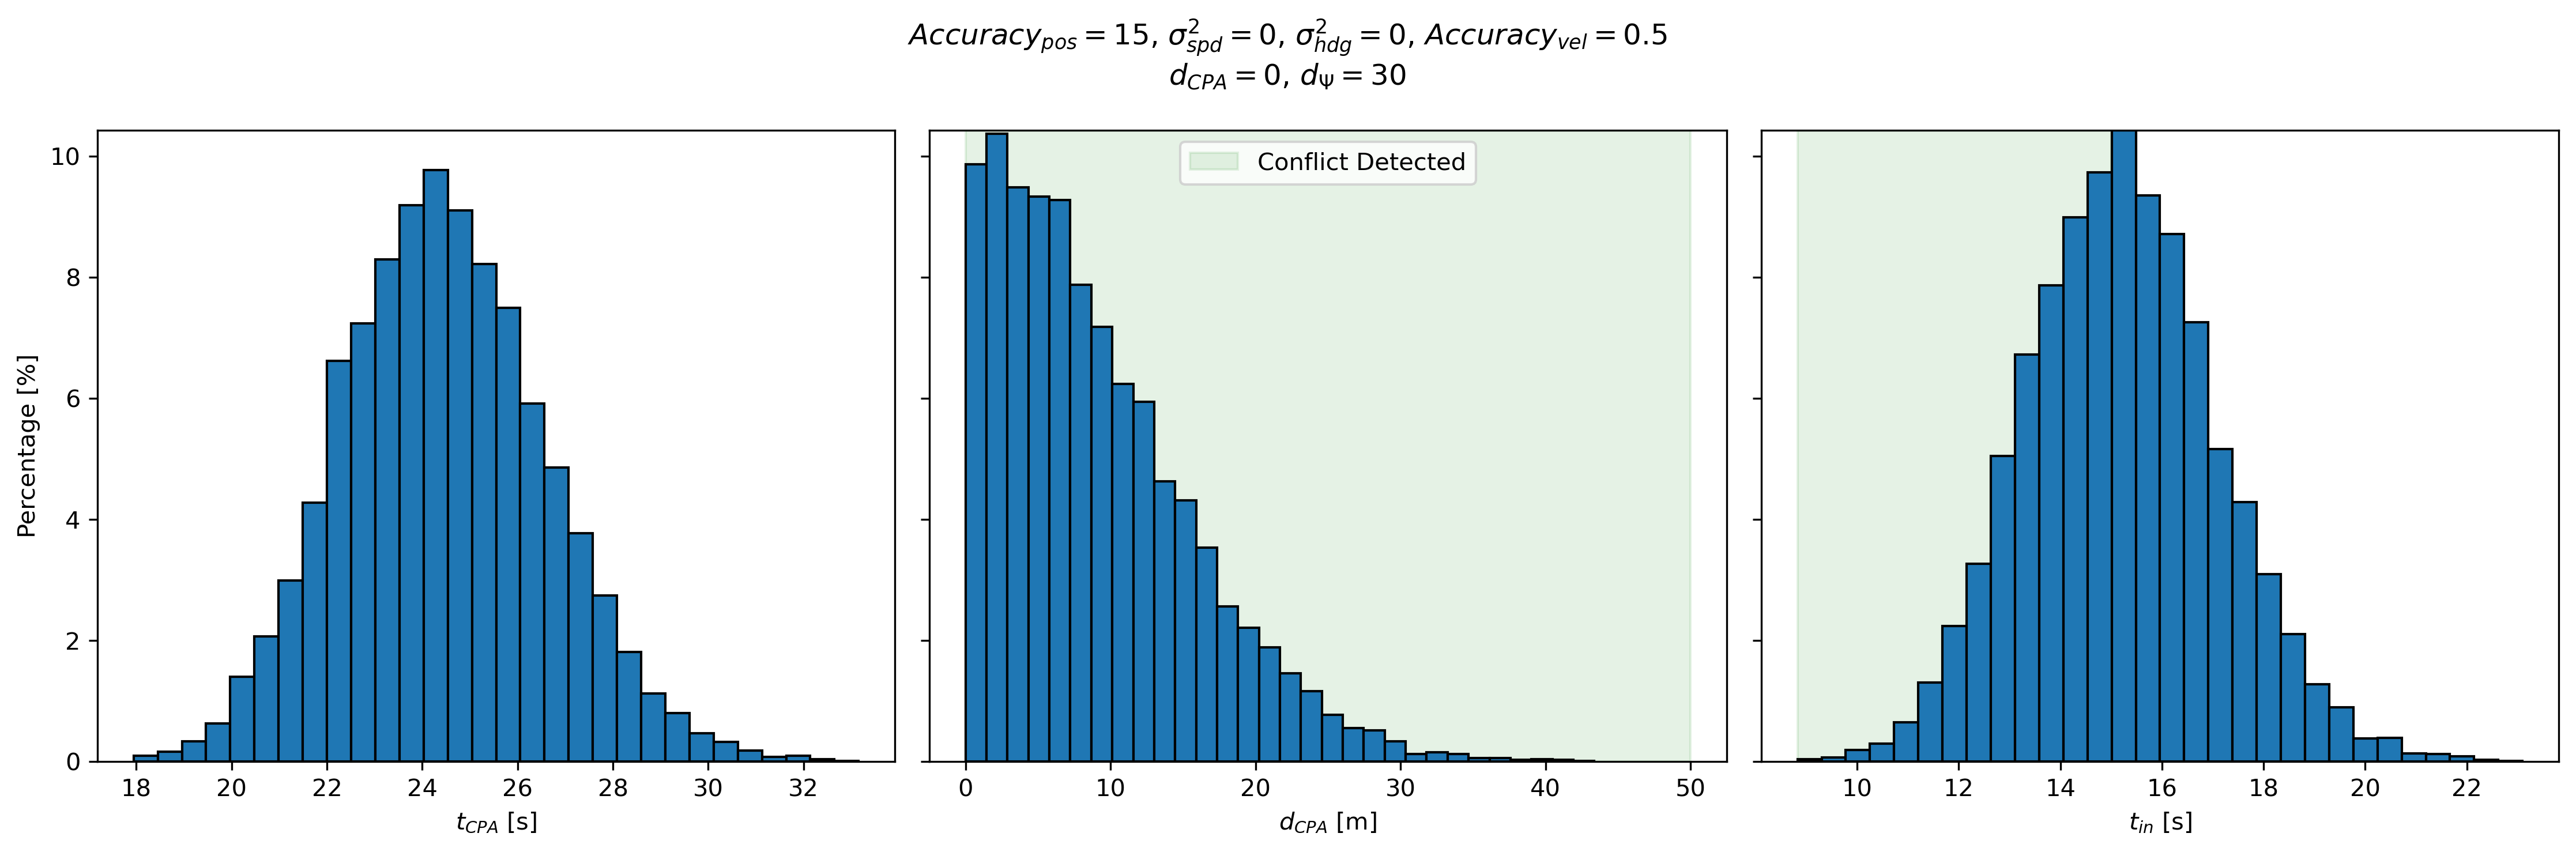 Accuracy_pos = 15, σ²_spd = 0, σ²_hdg = 0, Accuracy_vel = 0.5
d_CPA = 0, d_Ψ = 30
Percentage [%]
10
8
6
4
2
0
18 20 22 24 26 28 30 32
t_CPA [s]
Conflict Detected
0 10 20 30 40 50
d_CPA [m]
10 12 14 16 18 20 22
t_in [s]